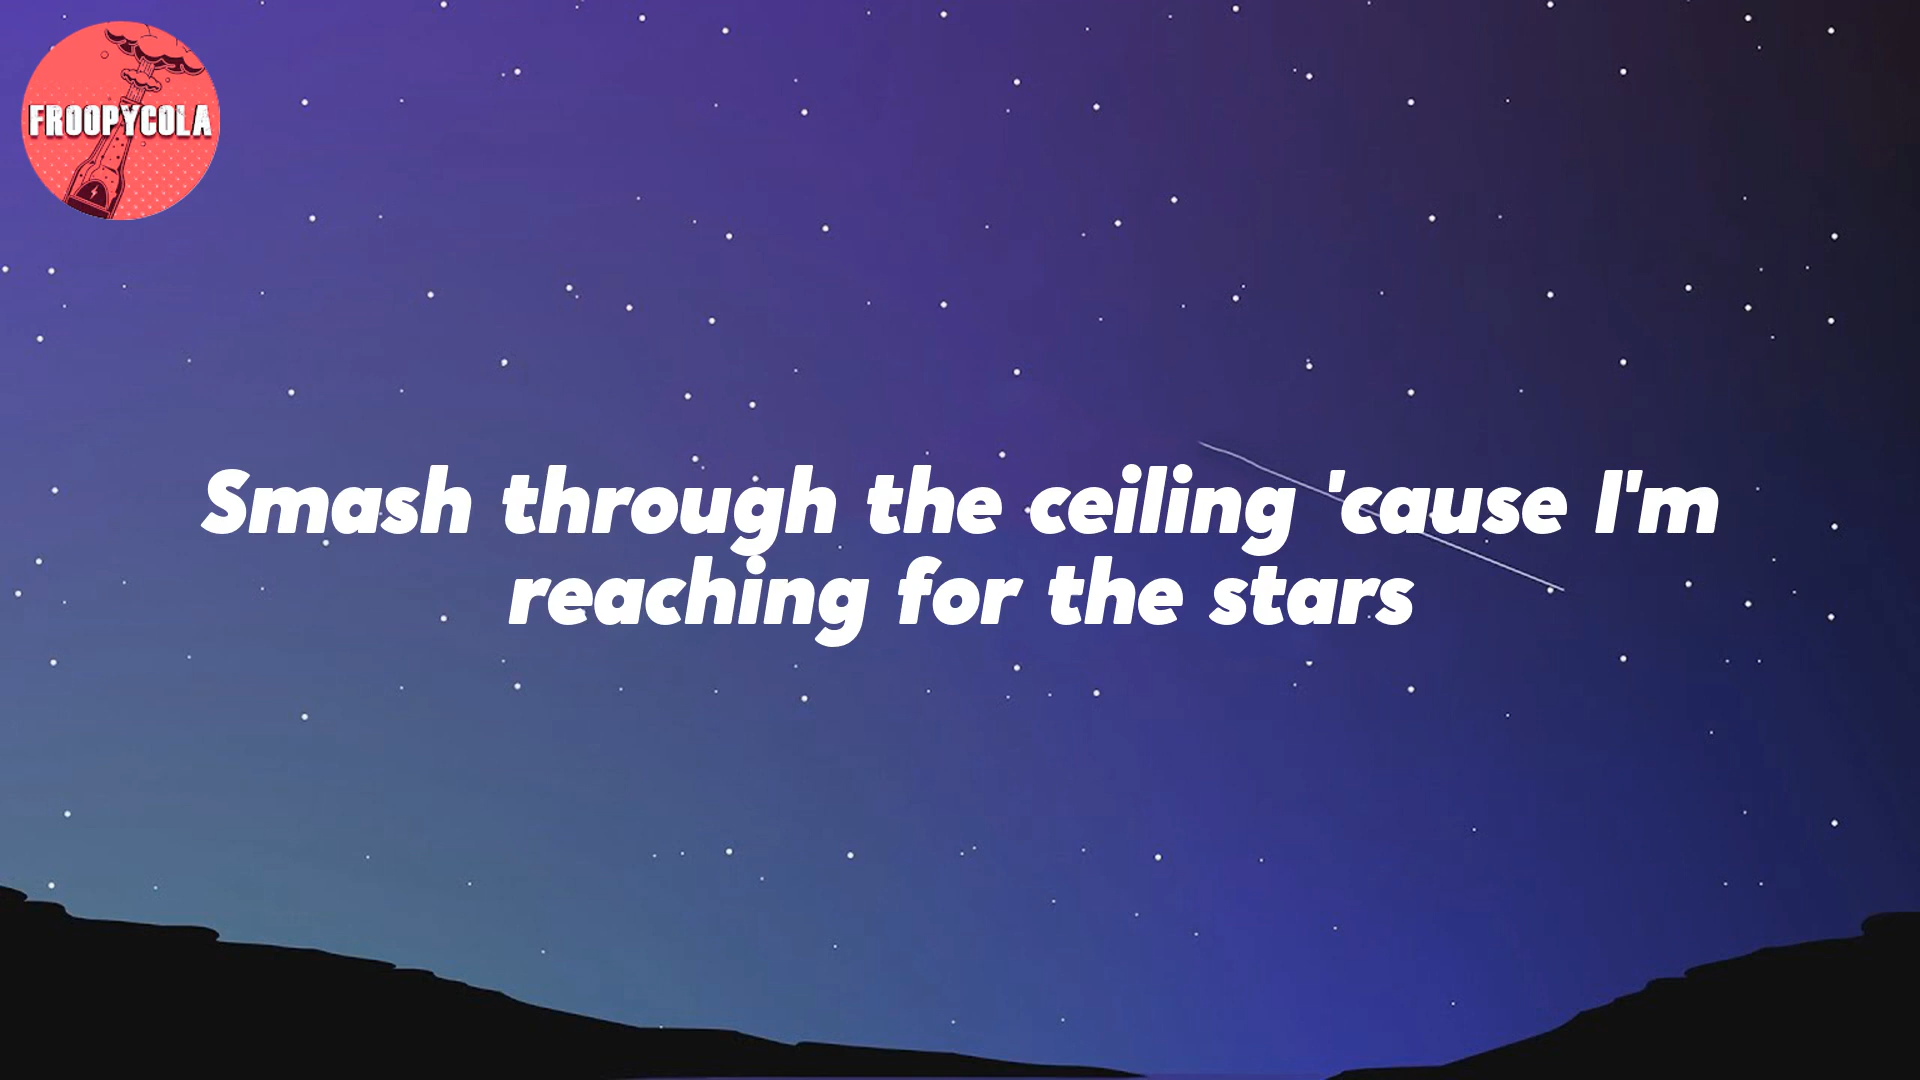 FROOPYCOLA
Smash through the ceiling 'cause I'm
reaching for the stars